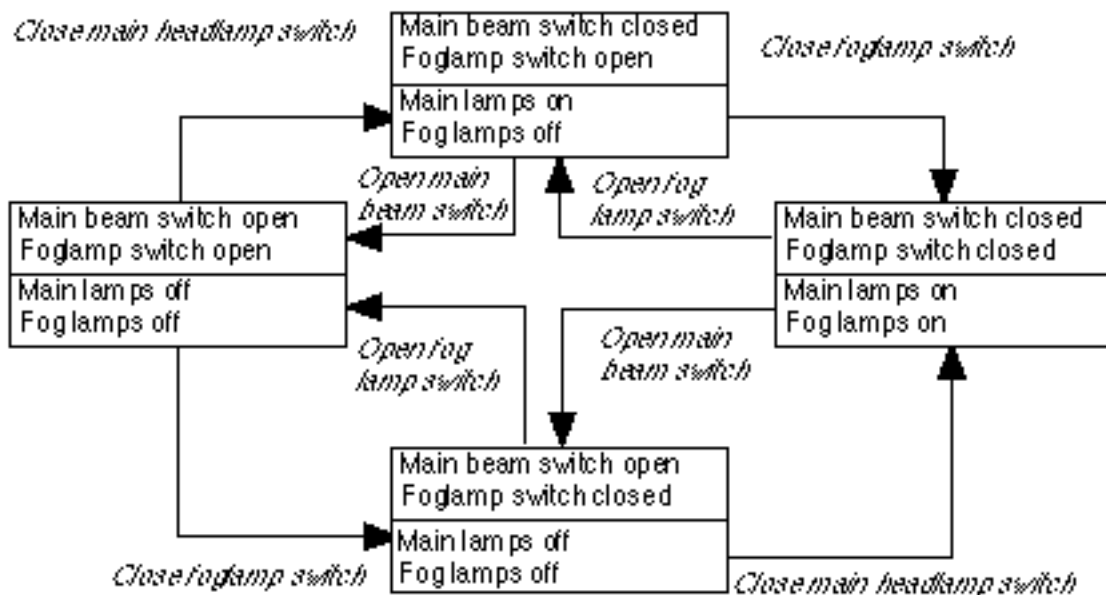 Close main headlamp switch
Main beam switch closed
Foglamp switch open
Main lamps on
Fog lamps off
Close foglamp switch
Open main
beam switch
Open fog
lamp switch
Main beam switch open
Foglamp switch open
Main lamps off
Fog lamps off
Main beam switch closed
Foglamp switch closed
Main lamps on
Fog lamps on
Open fog
lamp switch
Open main
beam switch
Main beam switch open
Foglamp switch closed
Main lamps off
Fog lamps off
Close foglamp switch
Close main headlamp switch